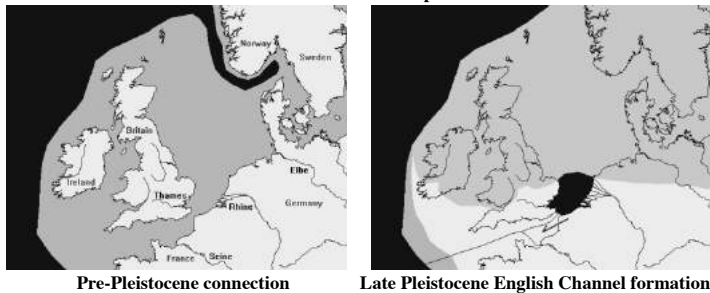 Norway
Sweden
Britain
Ireland
Elbe
Thames
Rhine
Germany
France
Seine
Pre-Pleistocene connection
Late Pleistocene English Channel formation